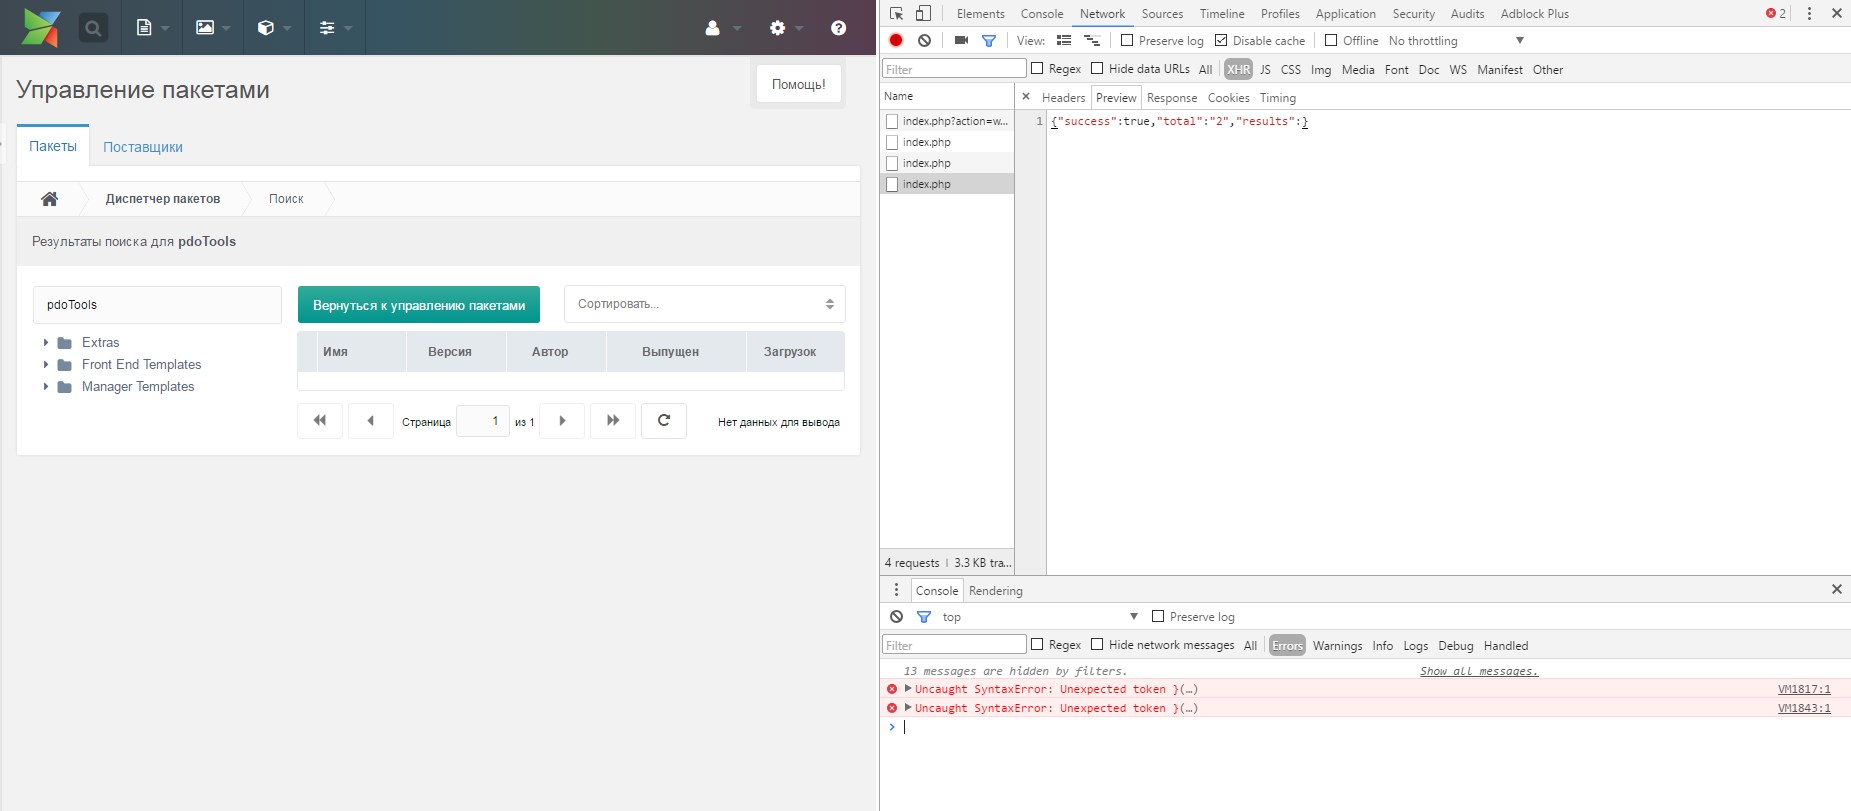 Управление пакетами
Помощь!
Пакеты
Поставщики
Диспетчер пакетов
Поиск
Результаты поиска для pdoTools
pdoTools
Вернуться к управлению пакетами
Сортировать...
Extras
Front End Templates
Manager Templates
Имя
Версия
Автор
Выпущен
Загрузок
Страница 1 из 1
Нет данных для вывода
Elements Console Network Sources Timeline Profiles Application Security Audits Adblock Plus
2
View:
Preserve log
Disable cache
Offline
No throttling
Filter
Regex
Hide data URLs
All XHR JS CSS Img Media Font Doc WS Manifest Other
Name
Headers Preview Response Cookies Timing
index.php?action=w...
index.php
index.php
index.php
1 {"success":true,"total":"2","results":}
4 requests | 3.3 KB tra...
Console Rendering
top
Preserve log
Filter
Regex
Hide network messages
All Errors Warnings Info Logs Debug Handled
13 messages are hidden by filters.
Show all messages.
Uncaught SyntaxError: Unexpected token }(…)
VM1817:1
Uncaught SyntaxError: Unexpected token }(…)
VM1843:1